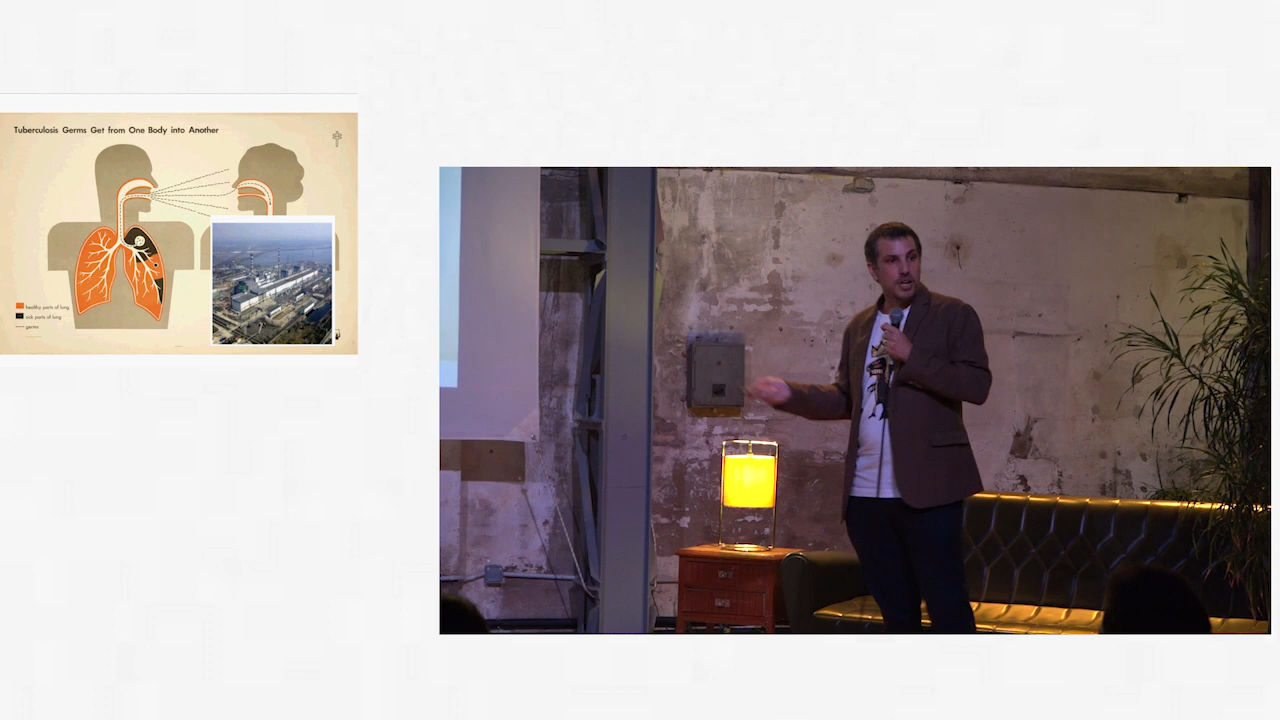 Tuberculosis Germs Get from One Body into Another
healthy parts of lung
sick parts of lung
germs